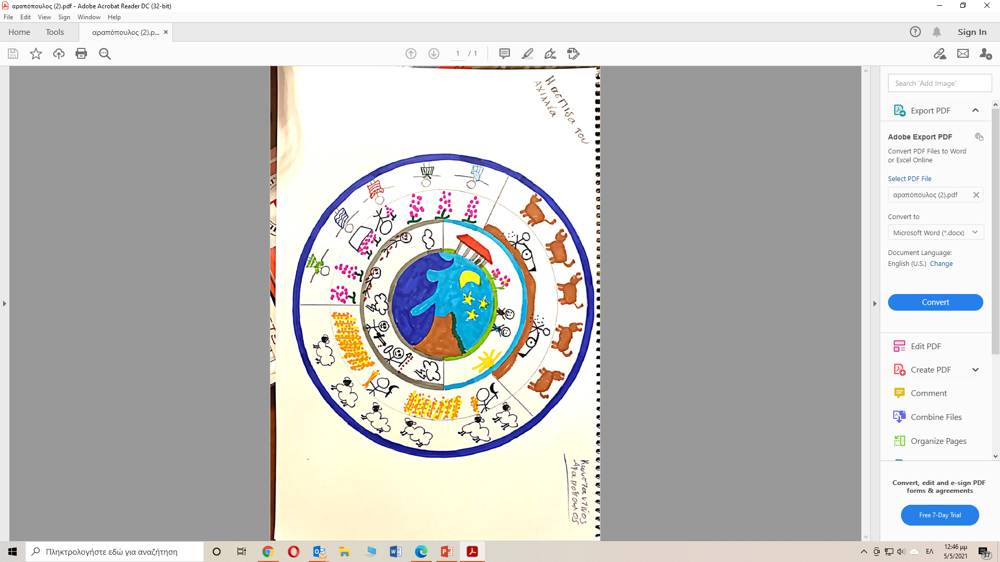 αραπόπουλος (2).pdf - Adobe Acrobat Reader DC (32-bit)
File Edit View Sign Window Help
Home Tools αραπόπουλος (2).p... × Sign In
1 / 1
Η ασπίδα του
Αχιλλέα
Κωνσταντίνος
Αραπόπουλος
Search 'Add Image'
Export PDF
Adobe Export PDF
Convert PDF Files to Word
or Excel Online
Select PDF File
αραπόπουλος (2).pdf
Convert to
Microsoft Word (*.docx)
Document Language:
English (U.S.) Change
Convert
Edit PDF
Create PDF
Comment
Combine Files
Organize Pages
Convert, edit and e-sign PDF
forms & agreements
Free 7-Day Trial
Πληκτρολογήστε εδώ για αναζήτηση
ΕΛ
12:46 μμ
5/5/2021
37